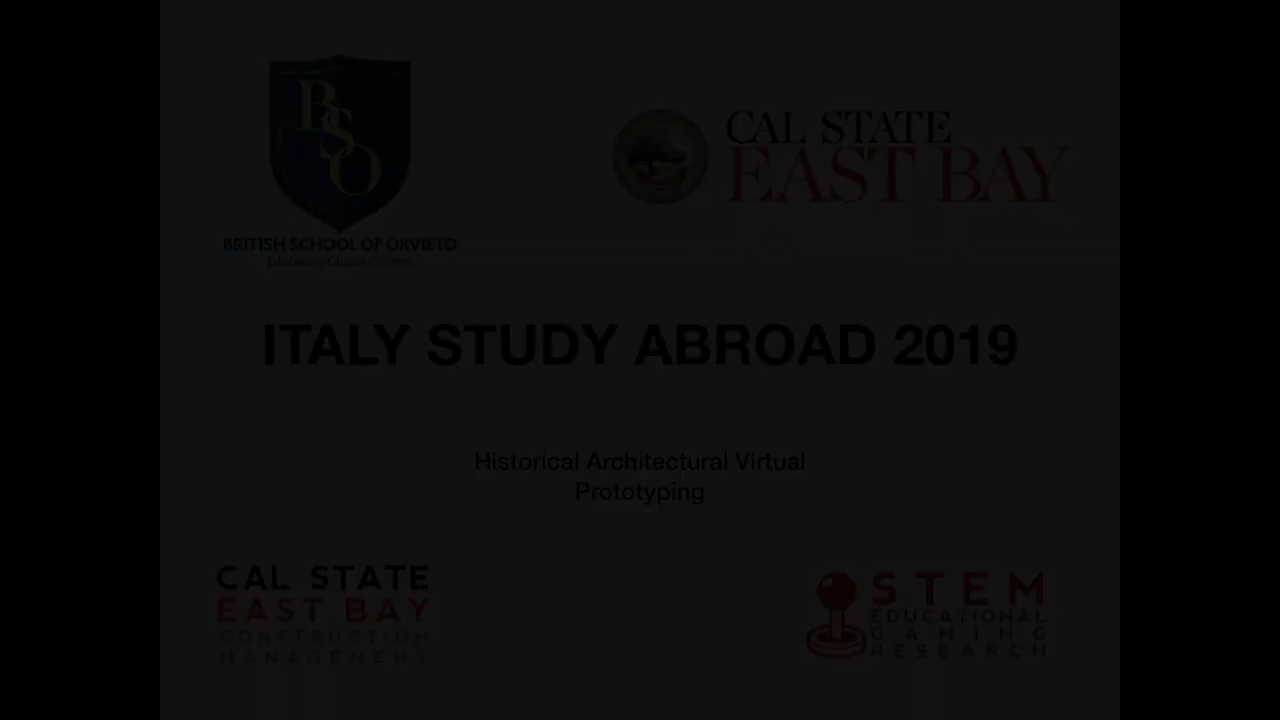 BSO
CAL STATE
EAST BAY
BRITISH SCHOOL OF ORVIETO
ITALY STUDY ABROAD 2019
Historical Architectural Virtual
Prototyping
CAL STATE
EAST BAY
CONSTRUCTION
MANAGEMENT
STEM
EDUCATIONAL
GAMING
RESEARCH